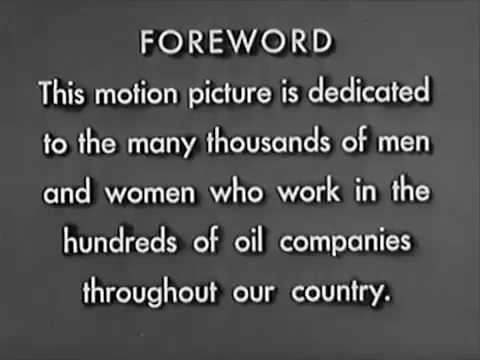 FOREWORD
This motion picture is dedicated
to the many thousands of men
and women who work in the
hundreds of oil companies
throughout our country.